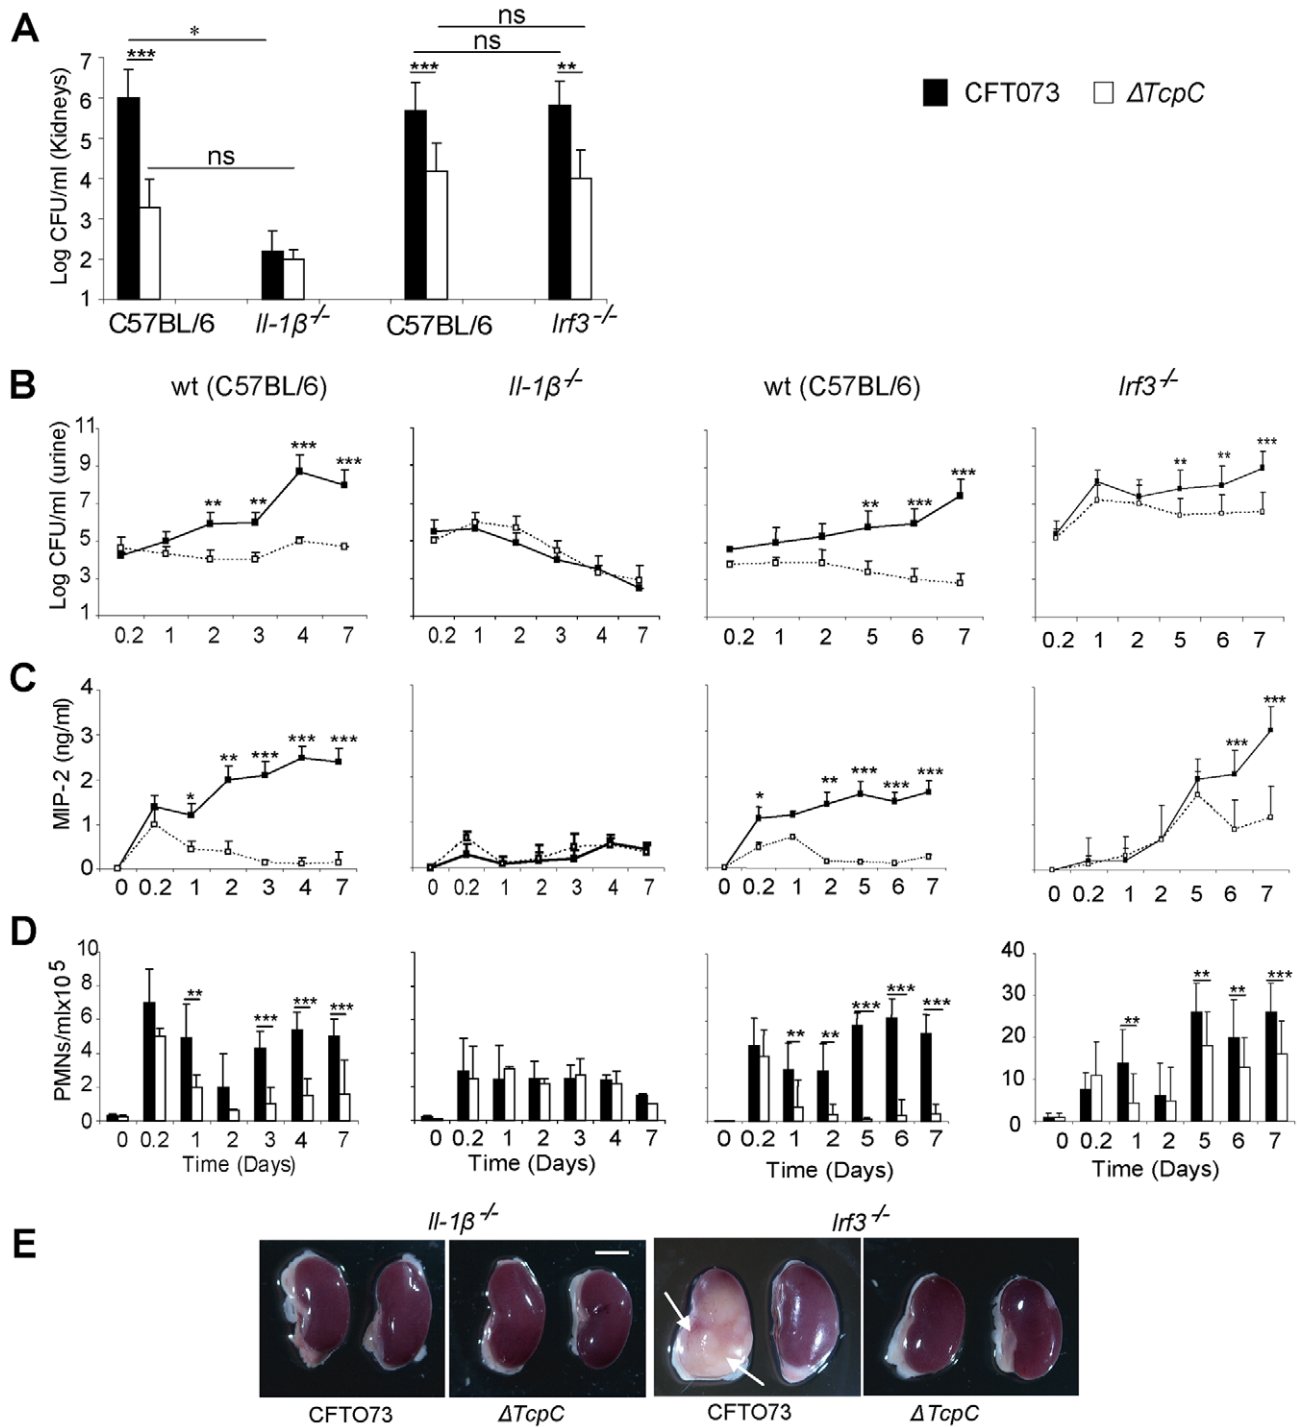 A
* ns
ns
*** *** **
ns
7
6
5
4
3
2
1
Log CFU/ml (Kidneys)
C57BL/6 Il-1β-/- C57BL/6 Irf3-/-
CFT073 ΔTcpC
B
wt (C57BL/6) Il-1β-/- wt (C57BL/6) Irf3-/-
Log CFU/ml (urine)
11
9
7
5
3
1
** ** *** ***
** *** ***
** ** ***
0.2 1 2 3 4 7
0.2 1 2 3 4 7
0.2 1 2 5 6 7
0.2 1 2 5 6 7
C
MIP-2 (ng/ml)
4
3
2
1
0
* ** *** *** ***
* ** *** *** ***
*** ***
0 0.2 1 2 3 4 7
0 0.2 1 2 3 4 7
0 0.2 1 2 5 6 7
0 0.2 1 2 5 6 7
D
PMNs/mlx10 5
10
8
6
4
2
0
** *** *** ***
** ** *** *** ***
40
30
20
10
0
** ** ** ***
0 0.2 1 2 3 4 7
0 0.2 1 2 3 4 7
0 0.2 1 2 5 6 7
0 0.2 1 2 5 6 7
Time (Days) Time (Days) Time (Days) Time (Days)
E
Il-1β-/- Irf3-/-
CFTO73 ΔTcpC CFTO73 ΔTcpC